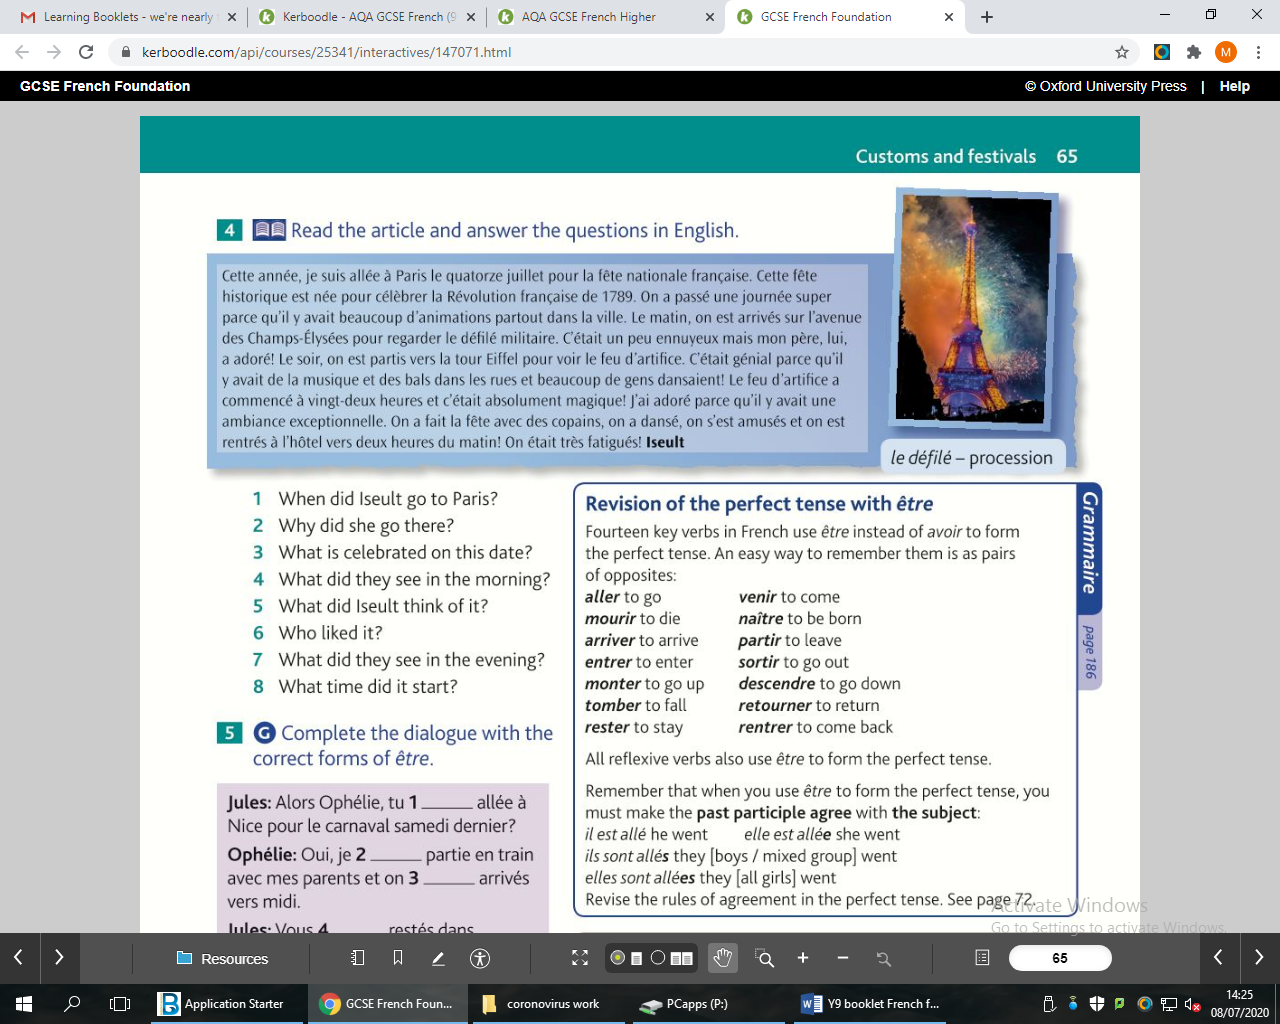 Learning Booklets - we're nearly
Kerboodle - AQA GCSE French (9
AQA GCSE French Higher
GCSE French Foundation
kerboodle.com/api/courses/25341/interactives/147071.html
M
GCSE French Foundation
© Oxford University Press | Help
Customs and festivals 65
4 Read the article and answer the questions in English.
Cette année, je suis allée à Paris le quatorze juillet pour la fête nationale française. Cette fête
historique est née pour célèbrer la Révolution française de 1789. On a passé une journée super
parce qu'il y avait beaucoup d'animations partout dans la ville. Le matin, on est arrivés sur l'avenue
des Champs-Élysées pour regarder le défilé militaire. C'était un peu ennuyeux mais mon père, lui,
a adoré! Le soir, on est partis vers la tour Eiffel pour voir le feu d'artifice. C'était génial parce qu'il
y avait de la musique et des bals dans les rues et beaucoup de gens dansaient! Le feu d'artifice a
commencé à vingt-deux heures et c'était absolument magique! J'ai adoré parce qu'il y avait une
ambiance exceptionnelle. On a fait la fête avec des copains, on a dansé, on s'est amusés et on est
rentrés à l'hôtel vers deux heures du matin! On était très fatigués! Iseult
le défilé – procession
1 When did Iseult go to Paris?
2 Why did she go there?
3 What is celebrated on this date?
4 What did they see in the morning?
5 What did Iseult think of it?
6 Who liked it?
7 What did they see in the evening?
8 What time did it start?
5 G Complete the dialogue with the
correct forms of être.
Jules: Alors Ophélie, tu 1 _____ allée à
Nice pour le carnaval samedi dernier?
Ophélie: Oui, je 2 _____ partie en train
avec mes parents et on 3 _____ arrivés
vers midi.
Jules: Vous 4 _____ restés dans
Revision of the perfect tense with être
Fourteen key verbs in French use être instead of avoir to form
the perfect tense. An easy way to remember them is as pairs
of opposites:
aller to go venir to come
mourir to die naître to be born
arriver to arrive partir to leave
entrer to enter sortir to go out
monter to go up descendre to go down
tomber to fall retourner to return
rester to stay rentrer to come back
All reflexive verbs also use être to form the perfect tense.
Remember that when you use être to form the perfect tense, you
must make the past participle agree with the subject:
il est allé he went elle est allée she went
ils sont allés they [boys / mixed group] went
elles sont allées they [all girls] went
Revise the rules of agreement in the perfect tense. See page 72.
Grammaire
page 186
Activate Windows
Go to Settings to activate Windows.
Resources
65
Application Starter
GCSE French Foun...
coronovirus work
PCapps (P:)
Y9 booklet French f...
14:25
08/07/2020